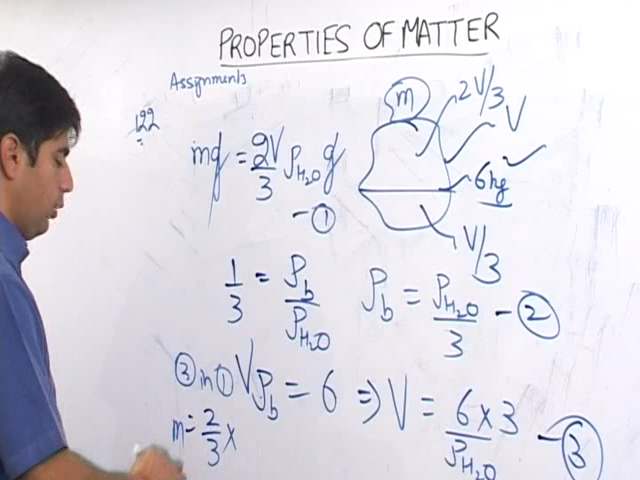 PROPERTIES OF MATTER
Assignments
122
m
2V/3
V
mg = 2V/3 ρH₂O g
- ①
6kg ✓
V/3
1/3 = ρb/ρH₂O
ρb = ρH₂O/3 - ②
③ in ① Vρb = 6 ⇒ V = 6 × 3/ρH₂O - ③
m = 2/3 ×